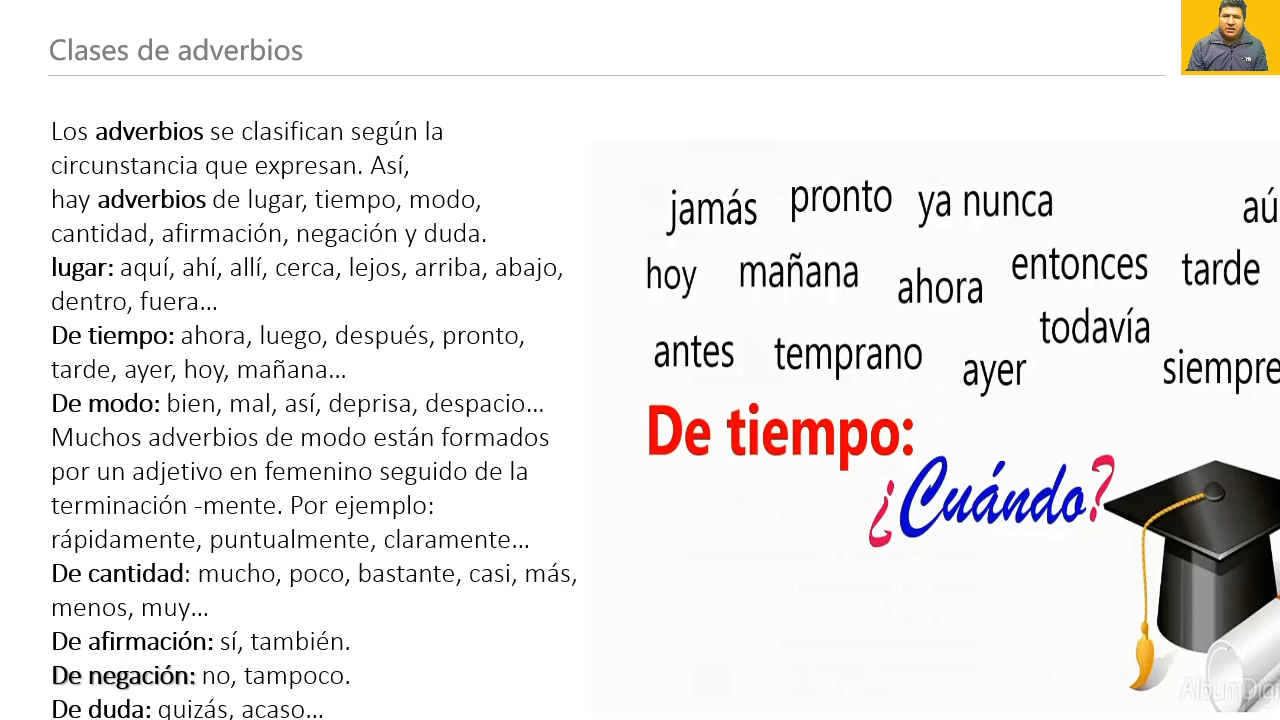 Clases de adverbios
Los adverbios se clasifican según la
circunstancia que expresan. Así,
hay adverbios de lugar, tiempo, modo,
cantidad, afirmación, negación y duda.
lugar: aquí, ahí, allí, cerca, lejos, arriba, abajo,
dentro, fuera...
De tiempo: ahora, luego, después, pronto,
tarde, ayer, hoy, mañana...
De modo: bien, mal, así, deprisa, despacio...
Muchos adverbios de modo están formados
por un adjetivo en femenino seguido de la
terminación -mente. Por ejemplo:
rápidamente, puntualmente, claramente...
De cantidad: mucho, poco, bastante, casi, más,
menos, muy...
De afirmación: sí, también.
De negación: no, tampoco.
De duda: quizás, acaso...
jamás pronto ya nunca aú
hoy mañana ahora entonces tarde
antes temprano ayer todavía siempre
De tiempo:
¿Cuándo?
AlbumDigi